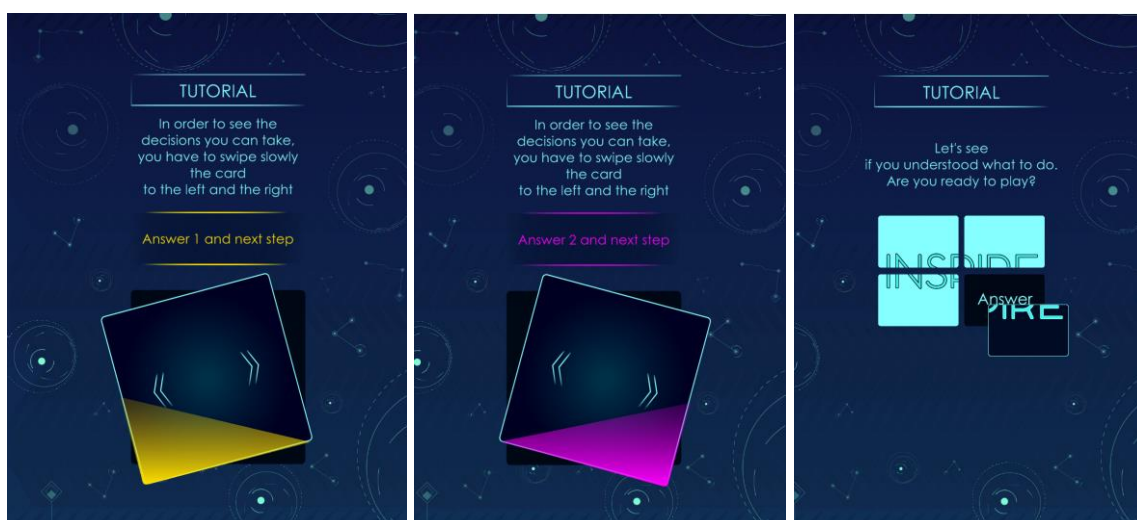 TUTORIAL
In order to see the
decisions you can take,
you have to swipe slowly
the card
to the left and the right
Answer 1 and next step
TUTORIAL
In order to see the
decisions you can take,
you have to swipe slowly
the card
to the left and the right
Answer 2 and next step
TUTORIAL
Let's see
if you understood what to do.
Are you ready to play?
INSPIRE
Answer